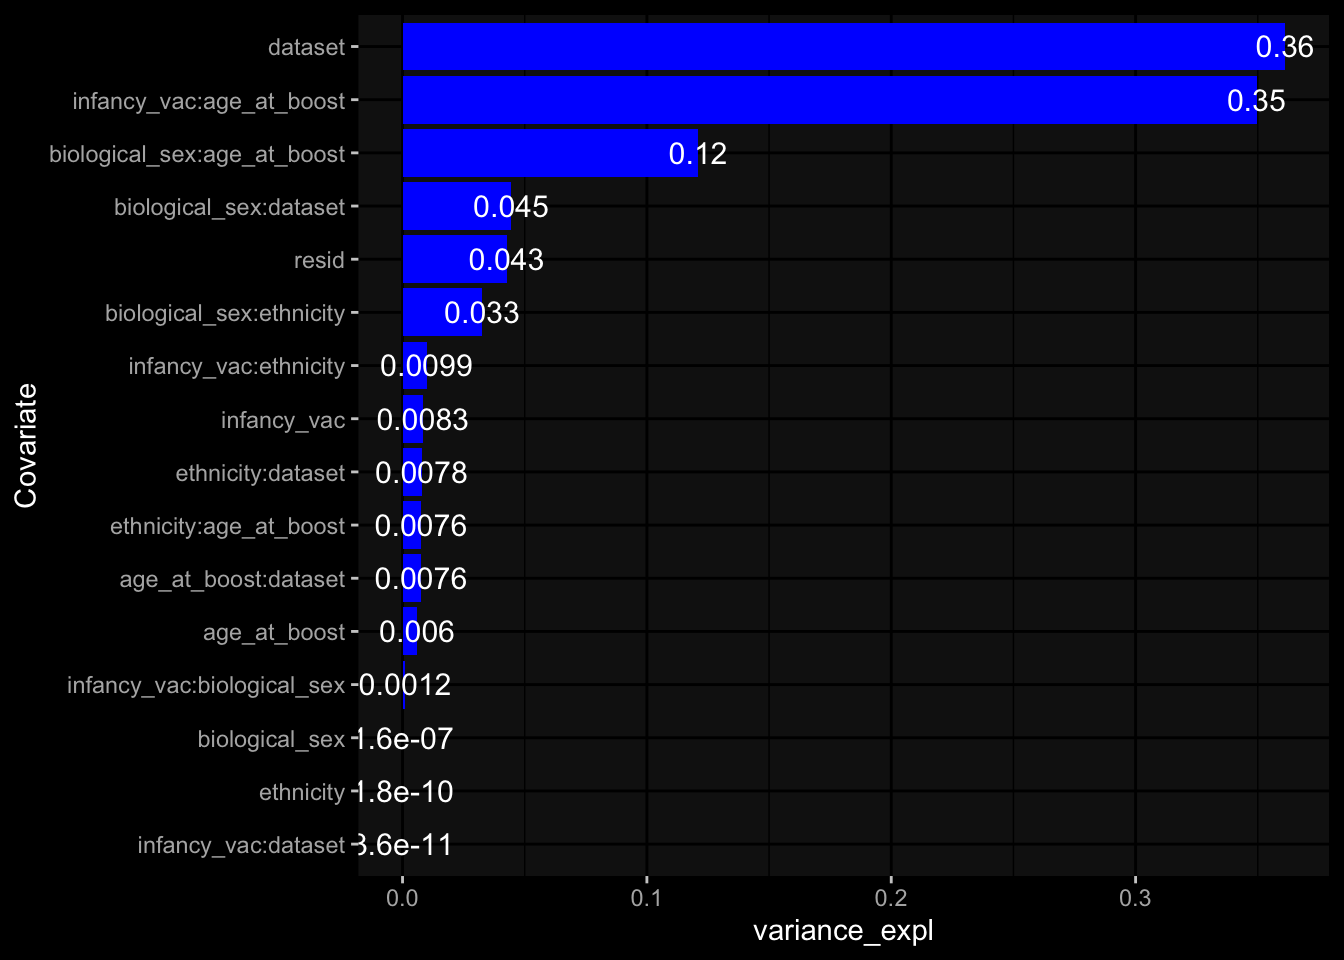 dataset 0.36
infancy_vac:age_at_boost 0.35
biological_sex:age_at_boost 0.12
biological_sex:dataset 0.045
resid 0.043
biological_sex:ethnicity 0.033
infancy_vac:ethnicity 0.0099
infancy_vac 0.0083
ethnicity:dataset 0.0078
ethnicity:age_at_boost 0.0076
age_at_boost:dataset 0.0076
age_at_boost 0.006
infancy_vac:biological_sex 0.0012
biological_sex 1.6e-07
ethnicity 1.8e-10
infancy_vac:dataset 3.6e-11
Covariate
0.0 0.1 0.2 0.3
variance_expl